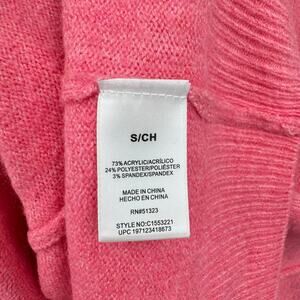 S/CH
73% ACRYLIC/ACRÍLICO
24% POLYESTER/POLIÉSTER
3% SPANDEX/SPANDEX
MADE IN CHINA
HECHO EN CHINA
RN#51323
STYLE NO:C1553221
UPC 197123418673